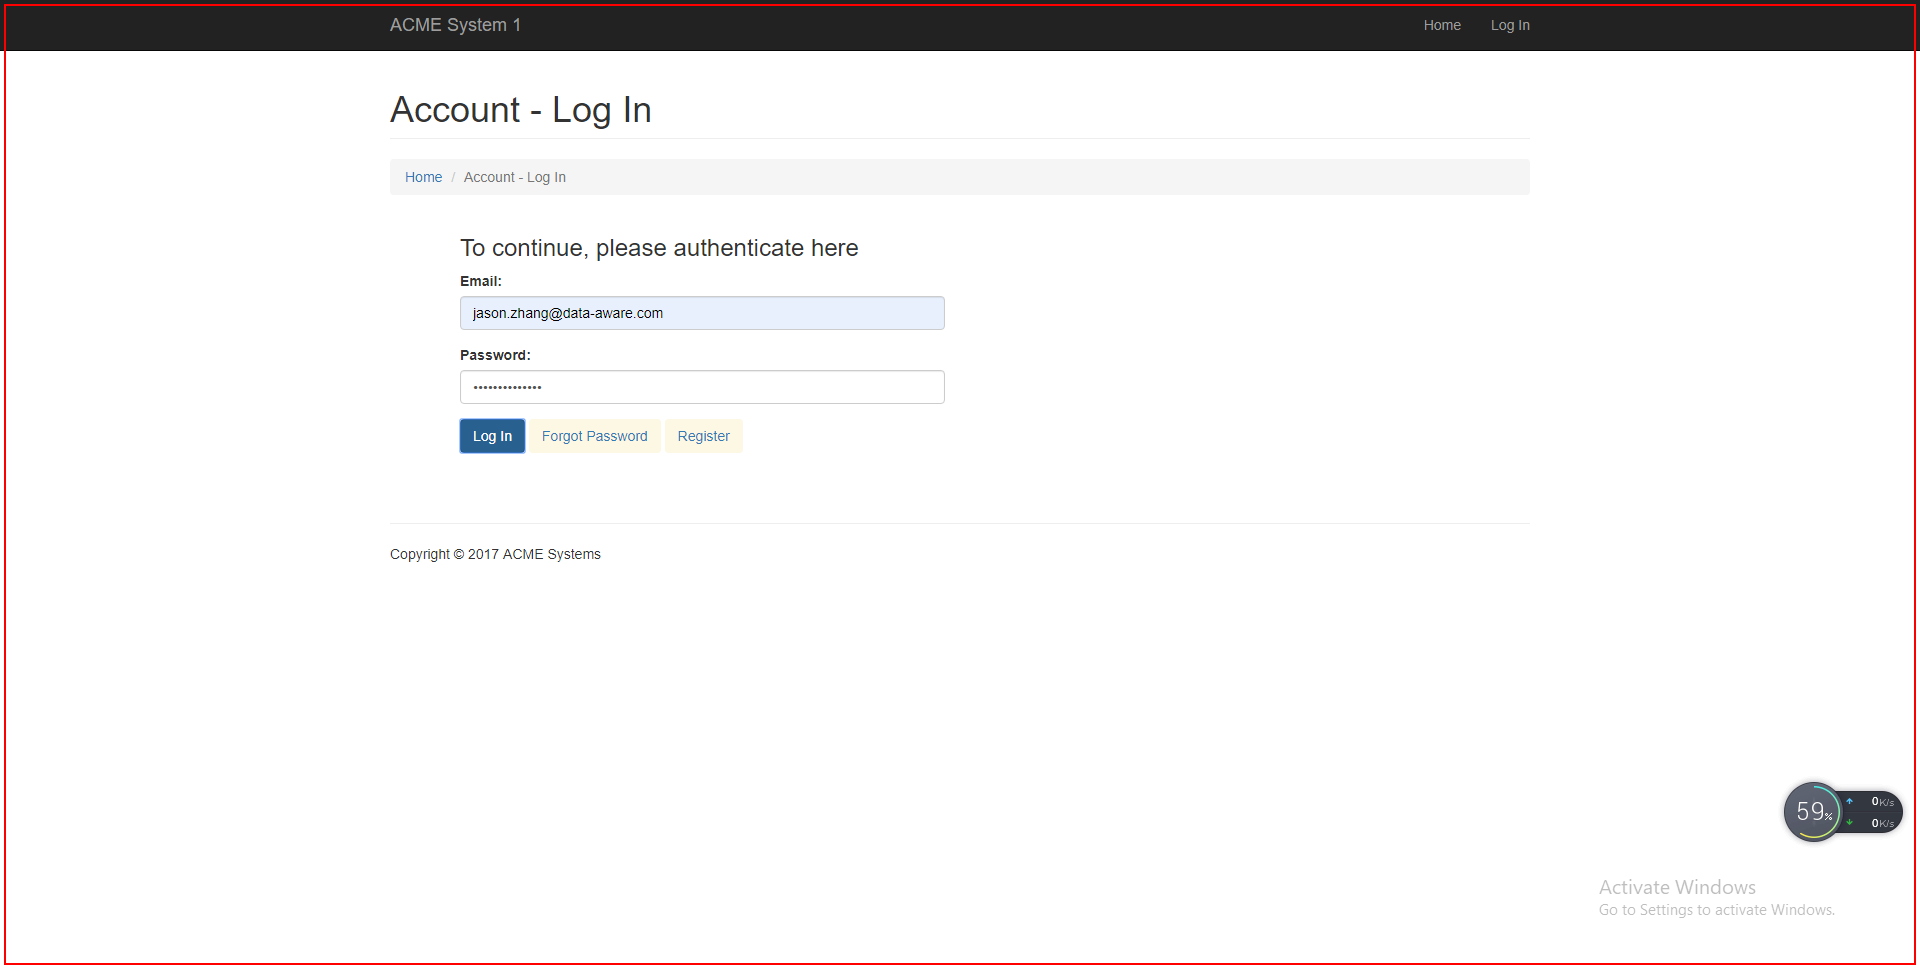 ACME System 1
Home
Log In
Account - Log In
Home / Account - Log In
To continue, please authenticate here
Email:
jason.zhang@data-aware.com
Password:
••••••••••••••
Log In
Forgot Password
Register
Copyright © 2017 ACME Systems
59%
0K/s
0K/s
Activate Windows
Go to Settings to activate Windows.